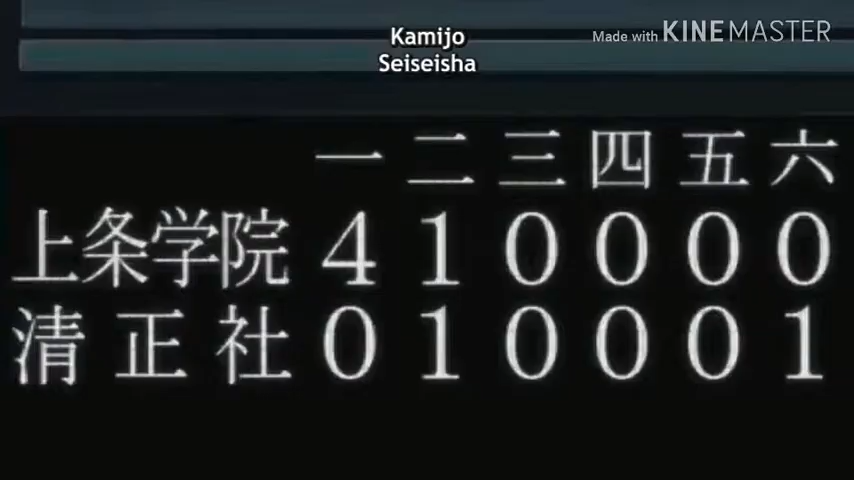 Kamijo
Seiseisha
Made with KINEMASTER
一 二 三 四 五 六
上条学院 4 1 0 0 0 0
清正社 0 1 0 0 0 1